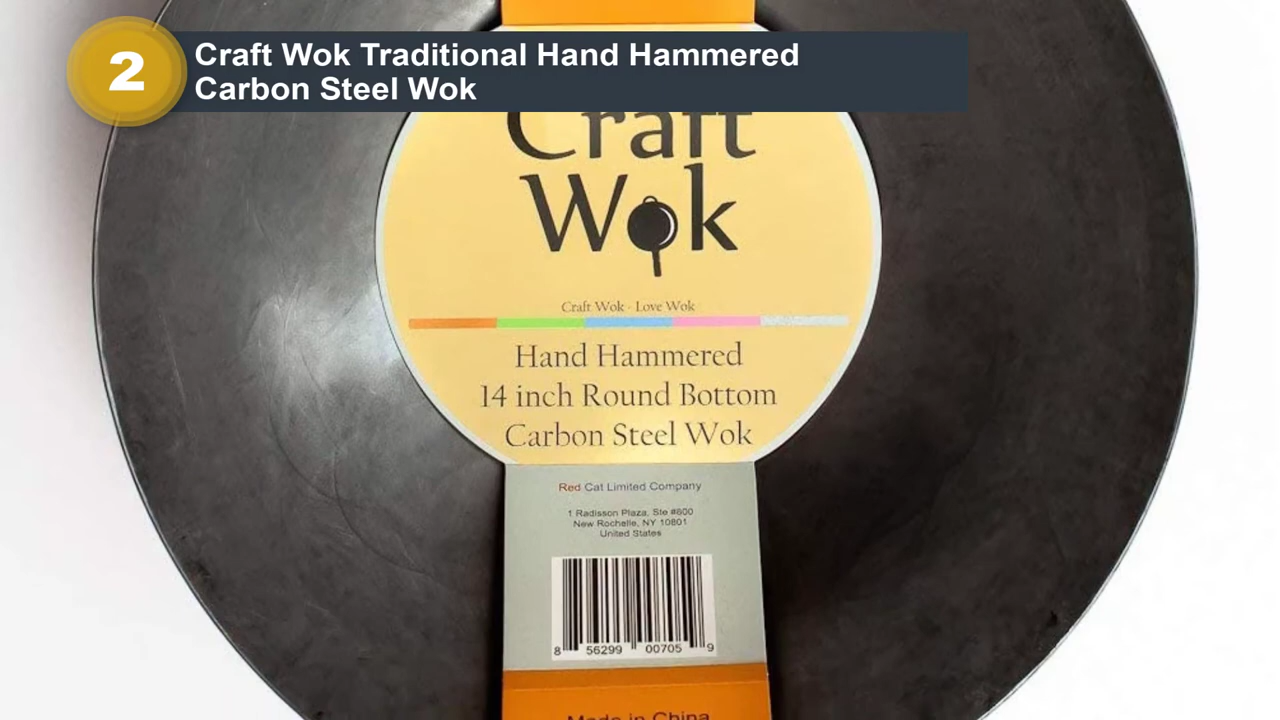 2
Craft Wok Traditional Hand Hammered
Carbon Steel Wok
Craft
Wok
Craft Wok - Love Wok
Hand Hammered
14 inch Round Bottom
Carbon Steel Wok
Red Cat Limited Company
1 Radisson Plaza, Ste #800
New Rochelle, NY 10801
United States
8 56299 00705 9
Made in China